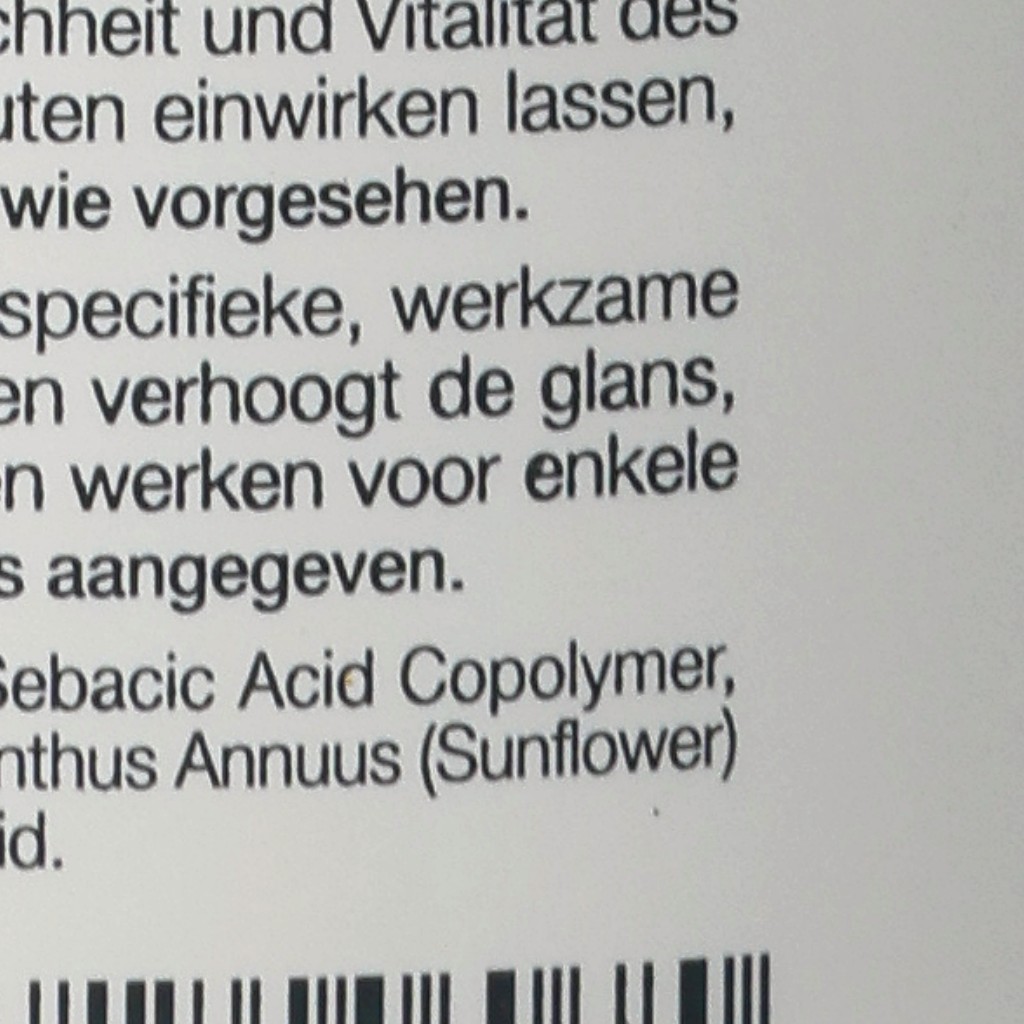 chheit und Vitalität des
uten einwirken lassen,
wie vorgesehen.
specifieke, werkzame
en verhoogt de glans,
en werken voor enkele
s aangegeven.
Sebacic Acid Copolymer,
nthus Annuus (Sunflower)
id.